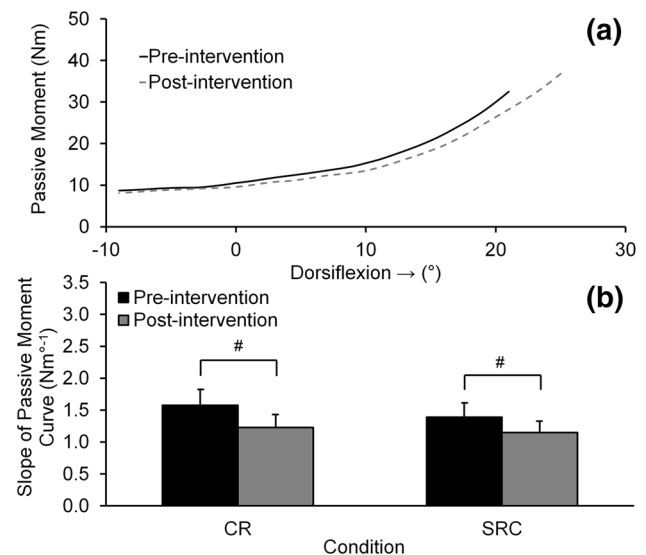 (a)
Passive Moment (Nm)
50
40
30
20
10
0
Pre-intervention
Post-intervention
-10
0
10
20
30
Dorsiflexion → (°)
(b)
Slope of Passive Moment
Curve (Nm°⁻¹)
3.5
3.0
2.5
2.0
1.5
1.0
0.5
0.0
Pre-intervention
Post-intervention
#
#
CR
SRC
Condition